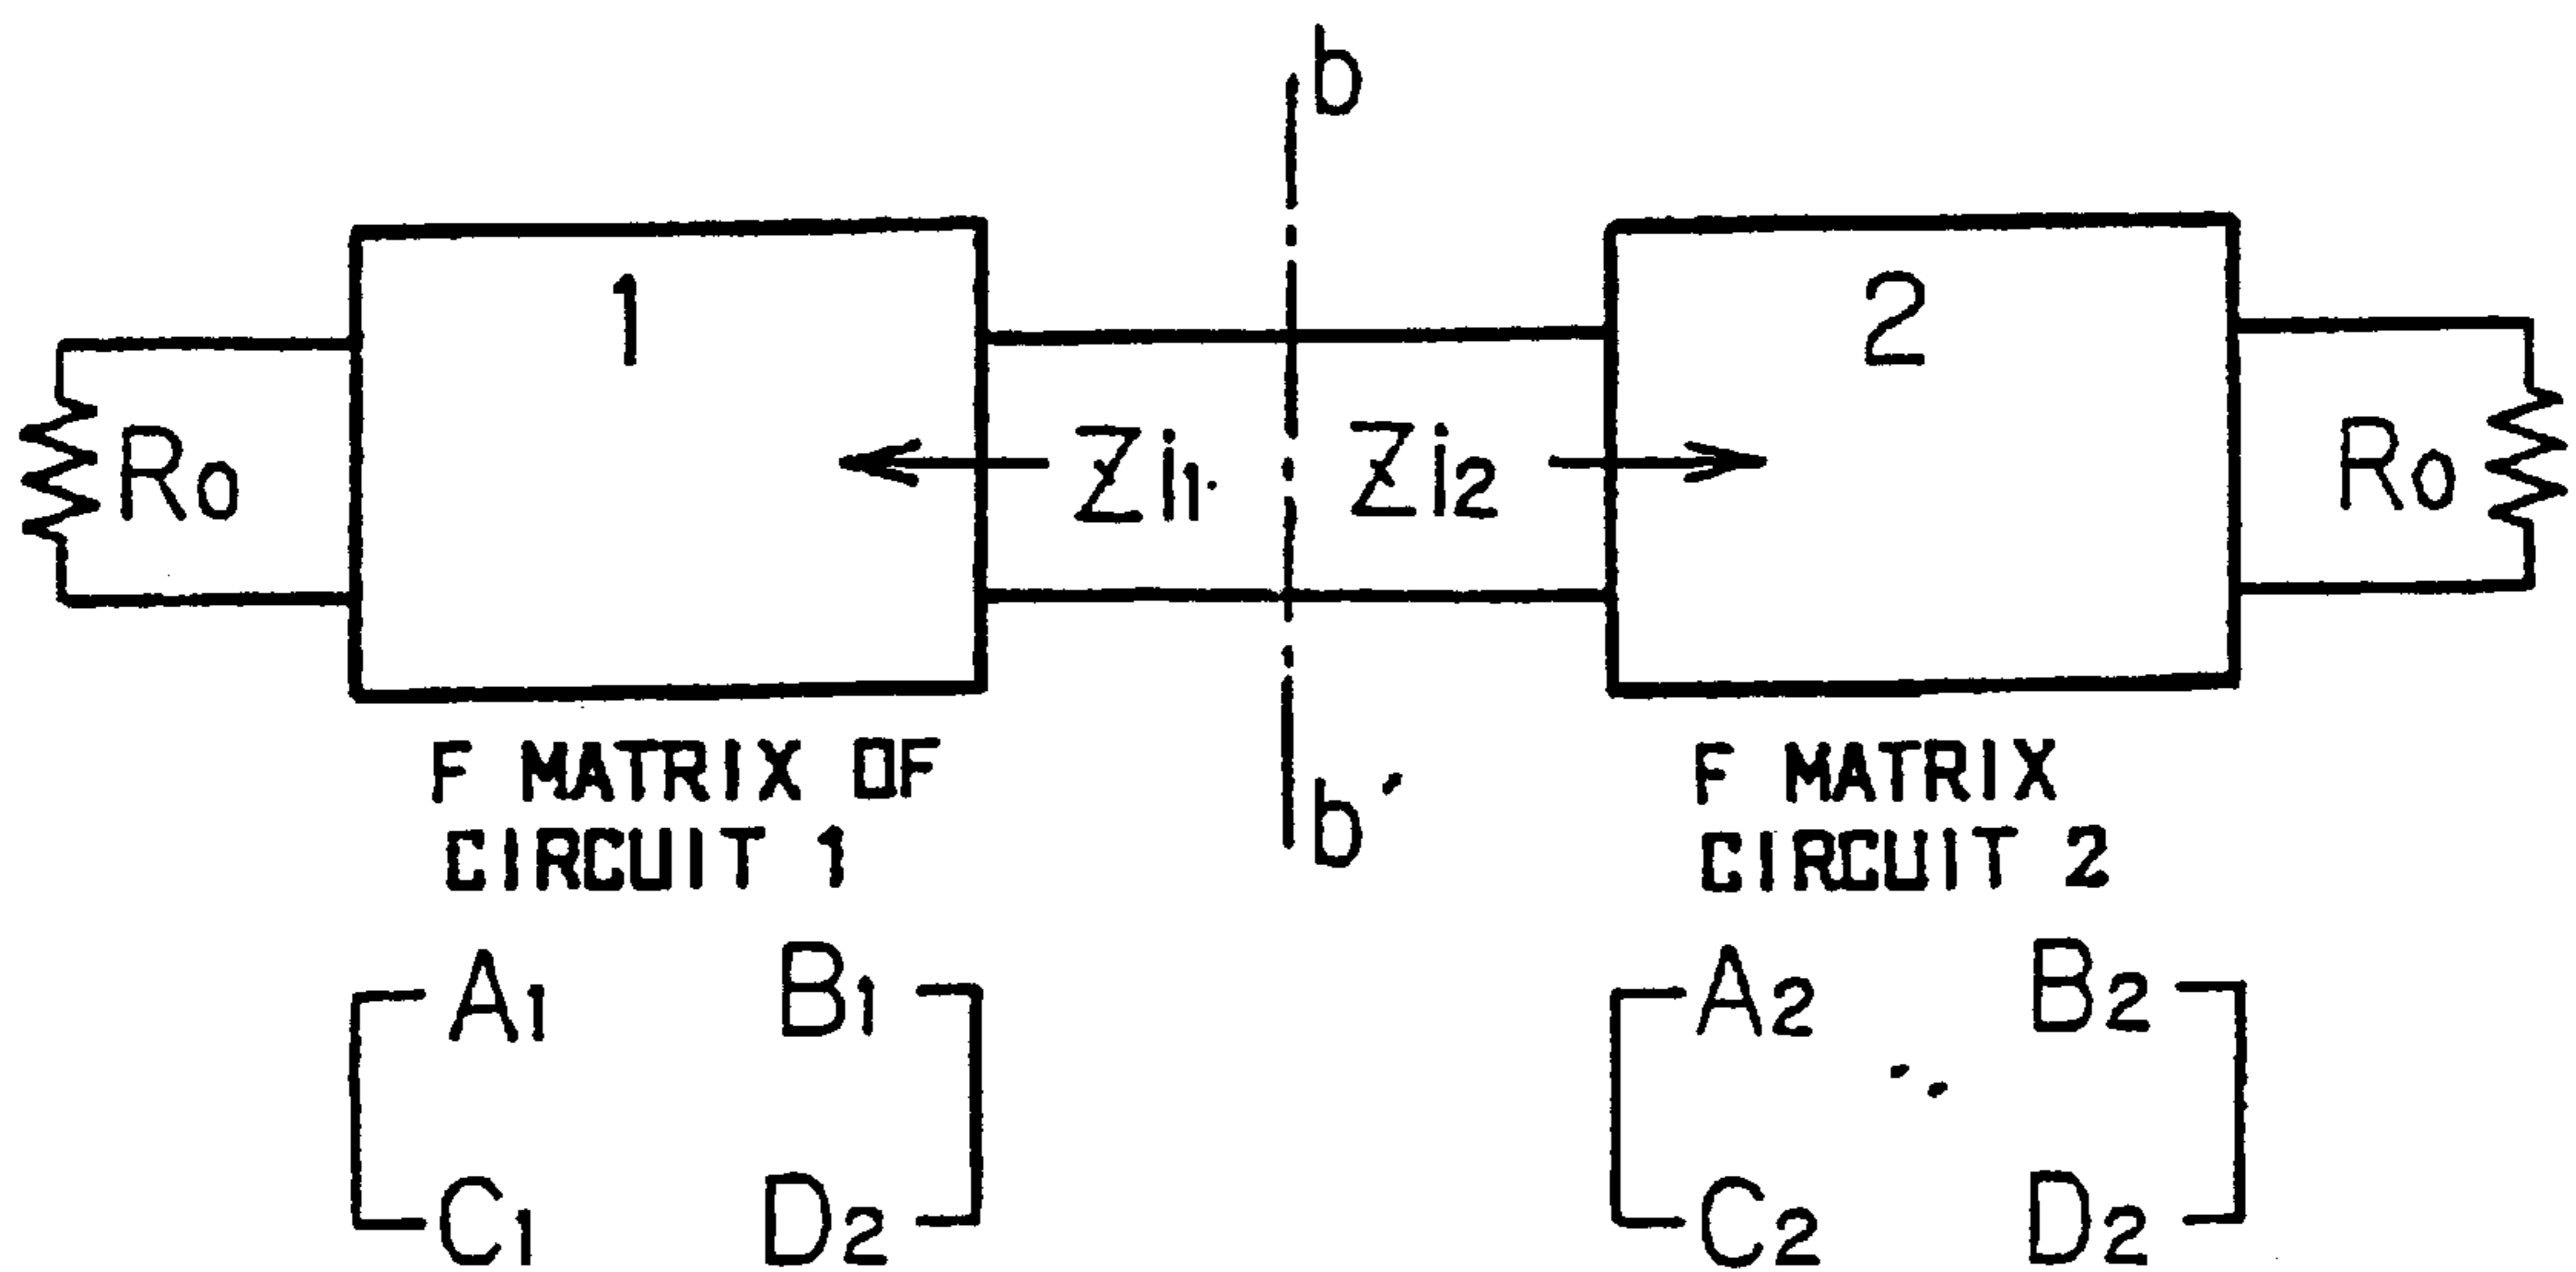 b
1
2
Ro
Zi1
Zi2
Ro
b'
F MATRIX OF
CIRCUIT 1
F MATRIX
CIRCUIT 2
A1 B1
C1 D2
A2 B2
C2 D2